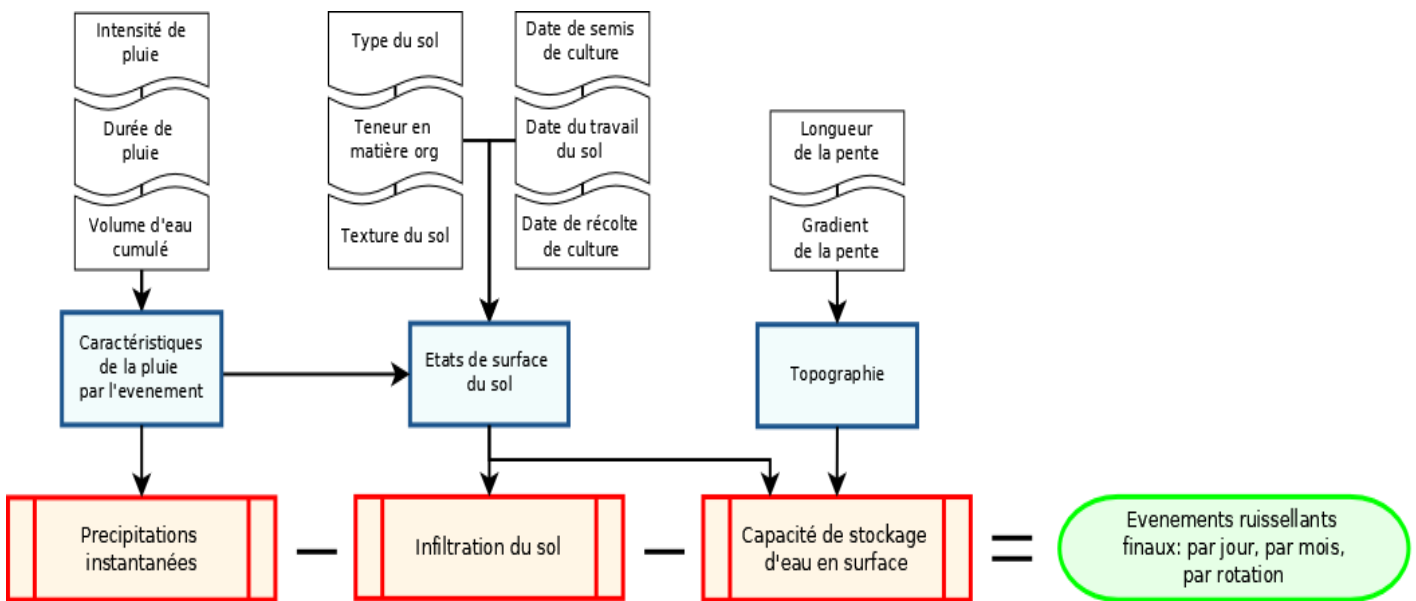 Intensité de
pluie
Durée de
pluie
Volume d'eau
cumulé
Type du sol
Teneur en
matière org
Texture du sol
Date de semis
de culture
Date du travail
du sol
Date de récolte
de culture
Longueur
de la pente
Gradient
de la pente
Caractéristiques
de la pluie
par l'evenement
Etats de surface
du sol
Topographie
Precipitations
instantanées
—
Infiltration du sol
—
Capacité de stockage
d'eau en surface
=
Evenements ruissellants
finaux: par jour, par mois,
par rotation